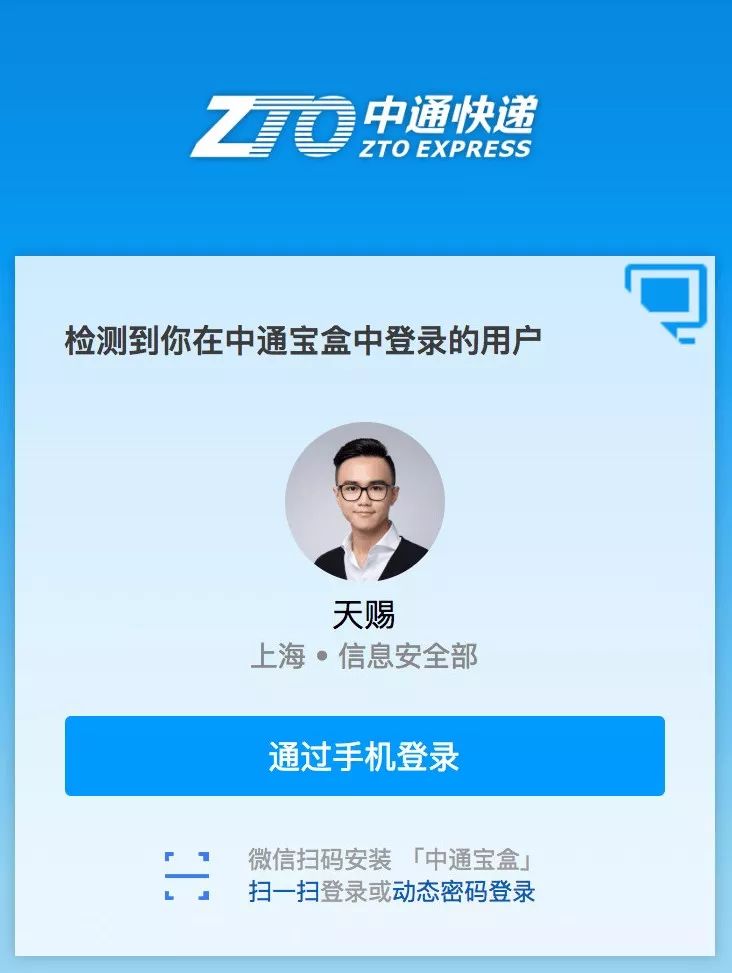 ZTO 中通快递
ZTO EXPRESS
检测到你在中通宝盒中登录的用户
天赐
上海 • 信息安全部
通过手机登录
微信扫码安装 「中通宝盒」
扫一扫登录或动态密码登录